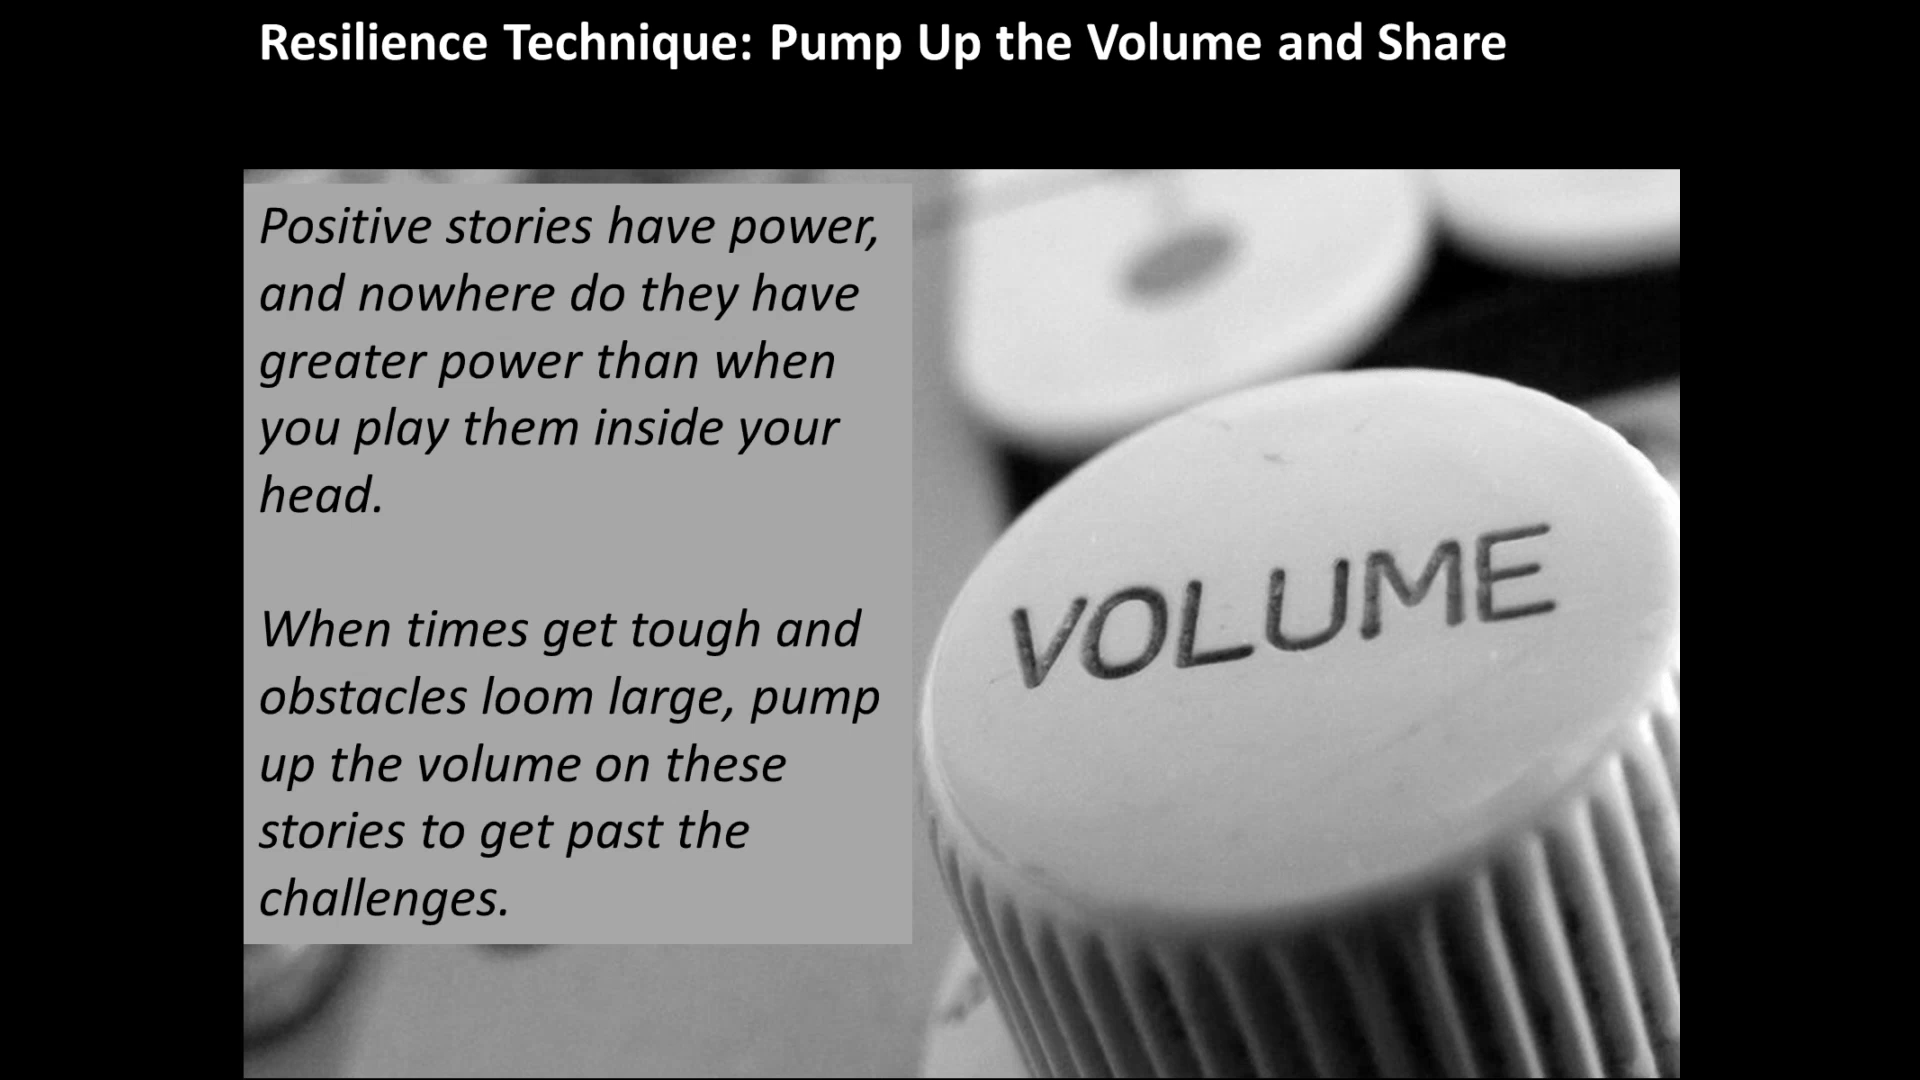 Resilience Technique: Pump Up the Volume and Share
Positive stories have power,
and nowhere do they have
greater power than when
you play them inside your
head.
When times get tough and
obstacles loom large, pump
up the volume on these
stories to get past the
challenges.
VOLUME